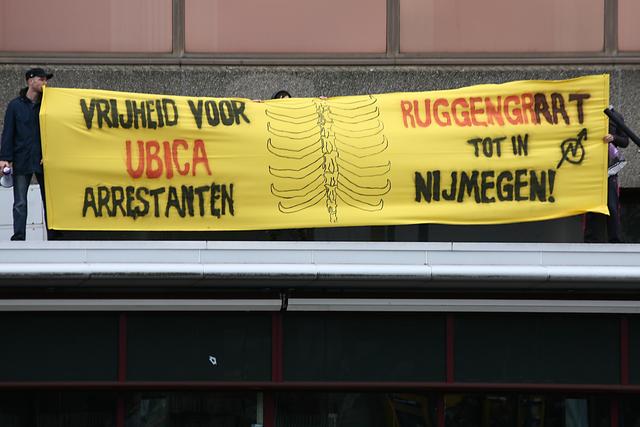 VRIJHEID VOOR
UBICA
ARRESTANTEN
RUGGENGRAAT
TOT IN
NIJMEGEN!